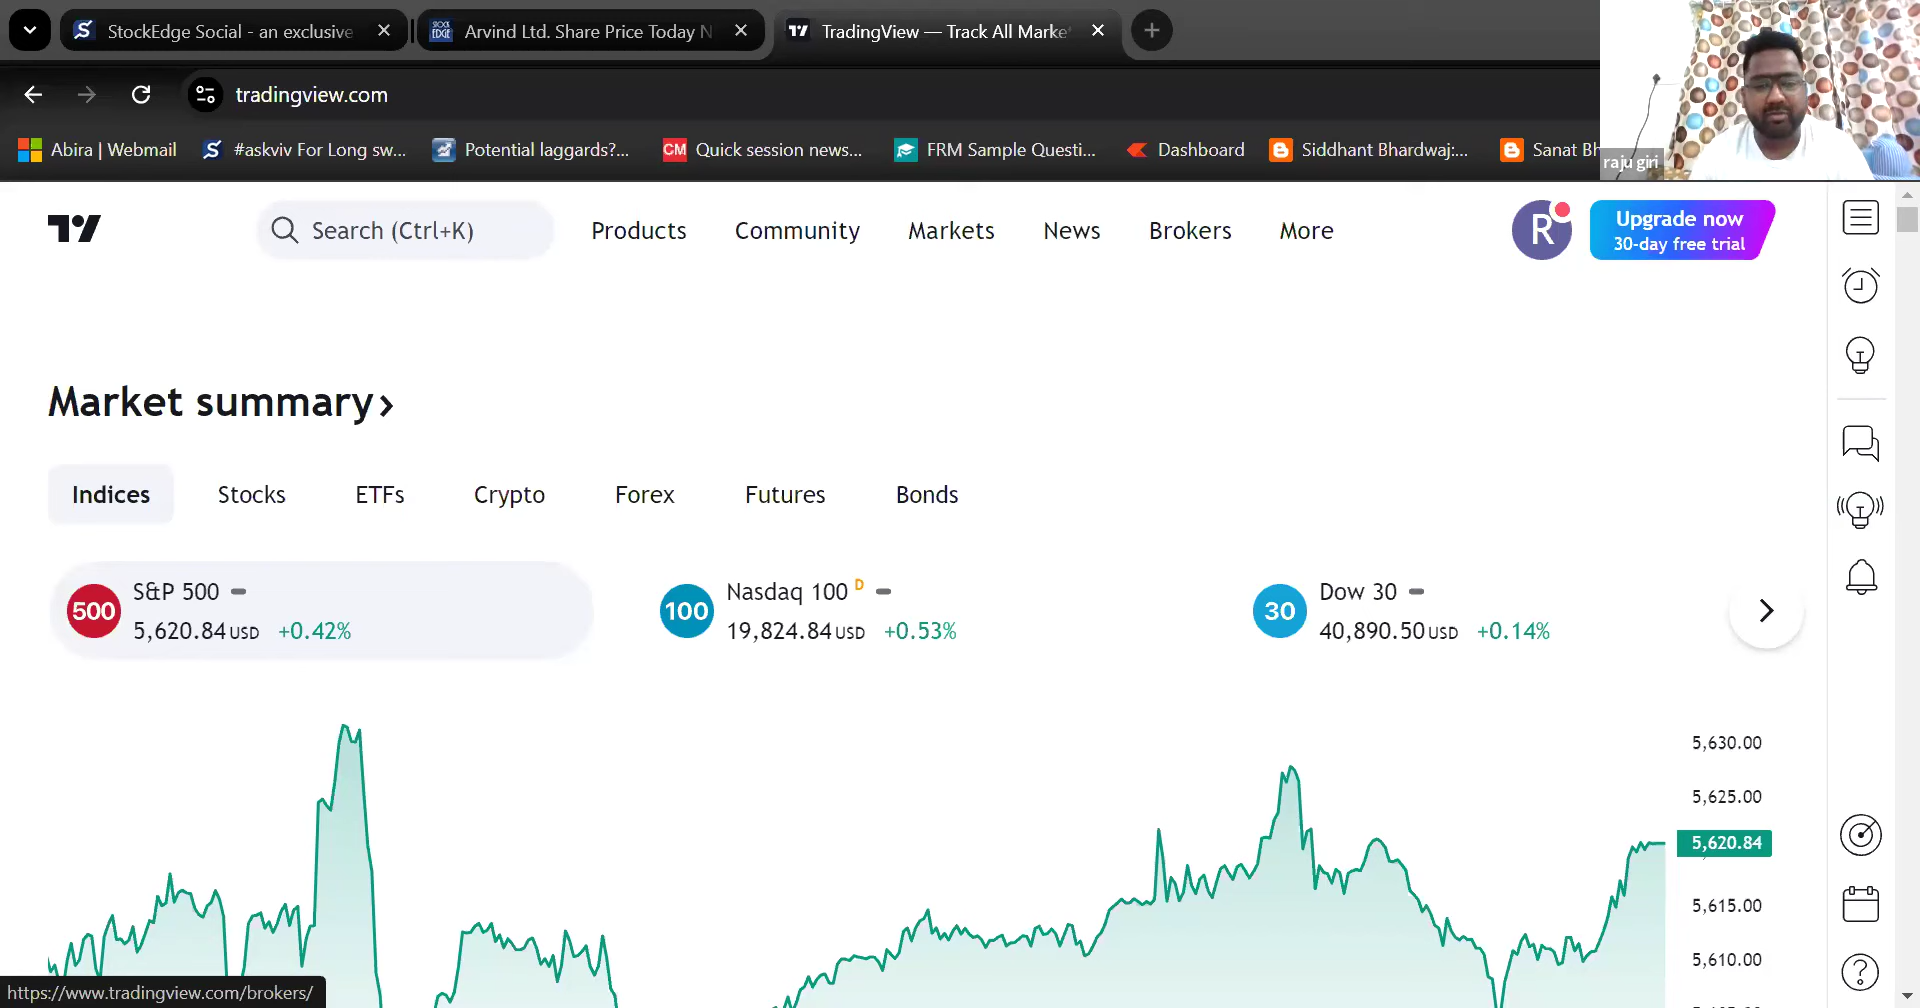 StockEdge Social - an exclusive
Arvind Ltd. Share Price Today N
TradingView — Track All Marke
tradingview.com
Abira | Webmail
#askviv For Long sw...
Potential laggards?...
CM Quick session news...
FRM Sample Questi...
Dashboard
Siddhant Bhardwaj:...
Sanat Bh
raju giri
Search (Ctrl+K)
Products
Community
Markets
News
Brokers
More
R
Upgrade now
30-day free trial
Market summary
Indices
Stocks
ETFs
Crypto
Forex
Futures
Bonds
500
S&P 500
5,620.84 USD +0.42%
100
Nasdaq 100 D
19,824.84 USD +0.53%
30
Dow 30
40,890.50 USD +0.14%
5,630.00
5,625.00
5,620.84
5,615.00
5,610.00
https://www.tradingview.com/brokers/